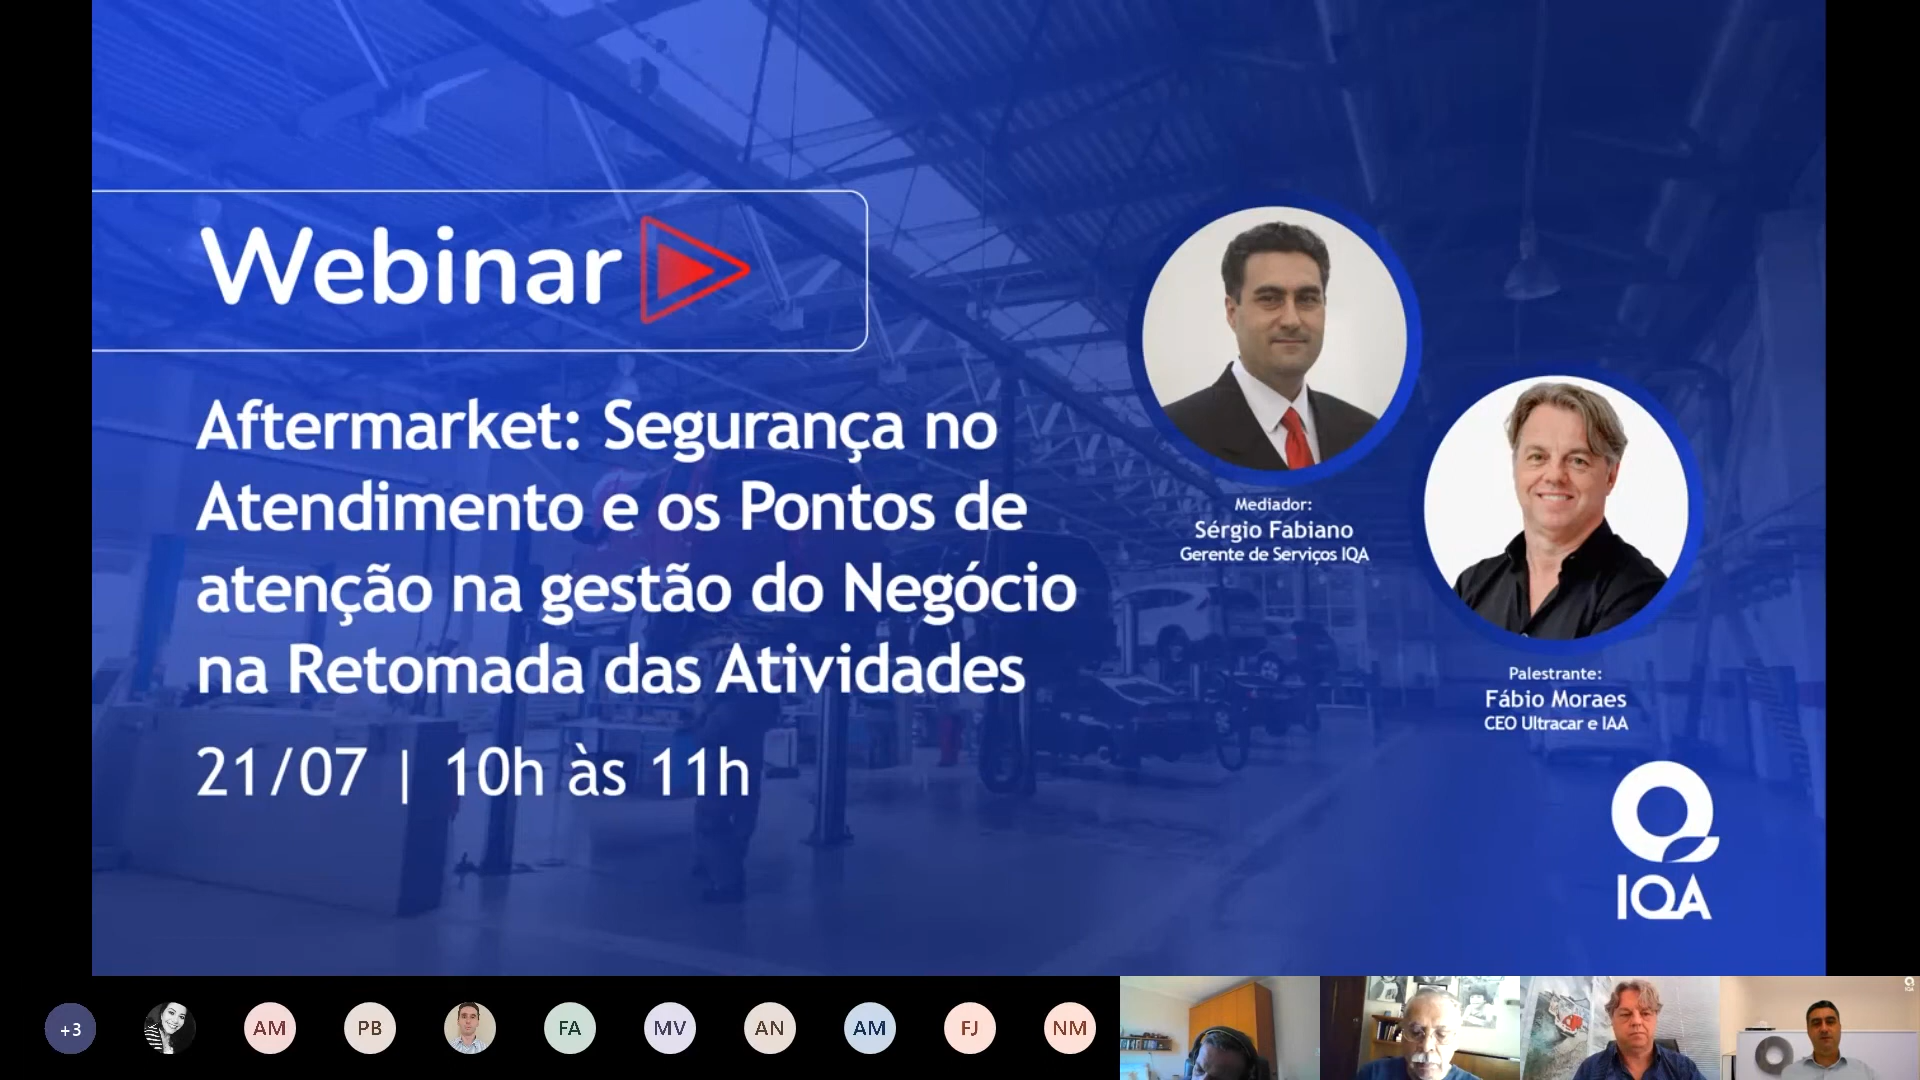 Webinar
Aftermarket: Segurança no
Atendimento e os Pontos de
atenção na gestão do Negócio
na Retomada das Atividades
21/07 | 10h às 11h
Mediador:
Sérgio Fabiano
Gerente de Serviços IQA
Palestrante:
Fábio Moraes
CEO Ultracar e IAA
IQA
+3
AM
PB
FA
MV
AN
AM
FJ
NM